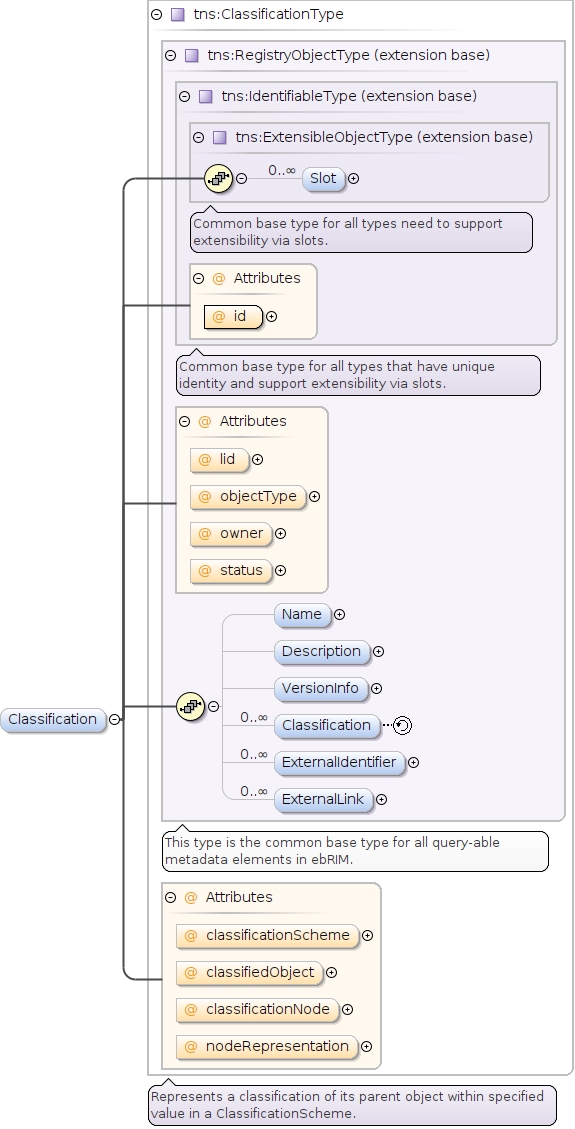 tns:ClassificationType
tns:RegistryObjectType (extension base)
tns:IdentifiableType (extension base)
tns:ExtensibleObjectType (extension base)
0..∞
Slot
Common base type for all types need to support
extensibility via slots.
@ Attributes
@ id
Common base type for all types that have unique
identity and support extensibility via slots.
@ Attributes
@ lid
@ objectType
@ owner
@ status
Name
Description
VersionInfo
Classification
0..∞ Classification
0..∞ ExternalIdentifier
0..∞ ExternalLink
This type is the common base type for all query-able
metadata elements in ebRIM.
@ Attributes
@ classificationScheme
@ classifiedObject
@ classificationNode
@ nodeRepresentation
Represents a classification of its parent object within specified
value in a ClassificationScheme.